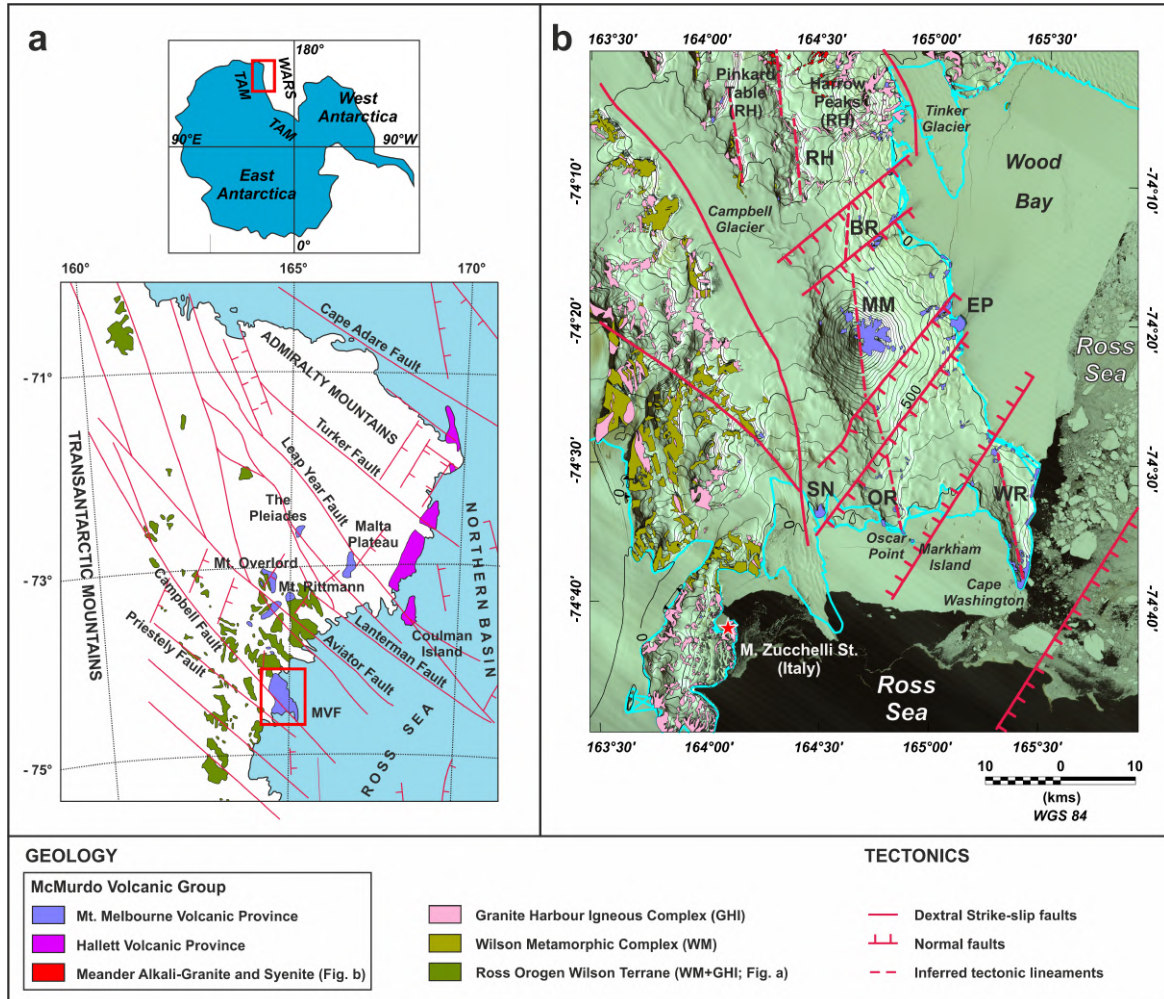 a
180°
TAM
WARS
West
Antarctica
TAM
90°E
90°W
East
Antarctica
0°
160°
165°
170°
Cape Adare Fault
-71°
ADMIRALTY MOUNTAINS
Turker Fault
Leap Year Fault
TRANSANTARCTIC MOUNTAINS
The
Pleiades
Malta
Plateau
NORTHERN BASIN
Mt. Overlord
-73°
Mt. Rittmann
Campbell Fault
Priestely Fault
Lanterman Fault
Coulman
Island
Aviator Fault
MVF
ROSS SEA
-75°
b
163°30'
164°00'
164°30'
165°00'
165°30'
Pinkard
Table
(RH)
Harrow
Peaks
(RH)
Tinker
Glacier
RH
Wood
Bay
-74°10'
-74°10'
Campbell
Glacier
BR
0
MM
EP
-74°20'
-74°20'
Ross
Sea
500
-74°30'
-74°30'
0
SN
OR
WR
0
Oscar
Point
Markham
Island
Cape
Washington
-74°40'
-74°40'
0
M. Zucchelli St.
(Italy)
Ross
Sea
163°30'
164°00'
164°30'
165°00'
165°30'
10
0
10
(kms)
WGS 84
GEOLOGY
TECTONICS
McMurdo Volcanic Group
Mt. Melbourne Volcanic Province
Hallett Volcanic Province
Meander Alkali-Granite and Syenite (Fig. b)
Granite Harbour Igneous Complex (GHI)
Wilson Metamorphic Complex (WM)
Ross Orogen Wilson Terrane (WM+GHI; Fig. a)
Dextral Strike-slip faults
Normal faults
Inferred tectonic lineaments